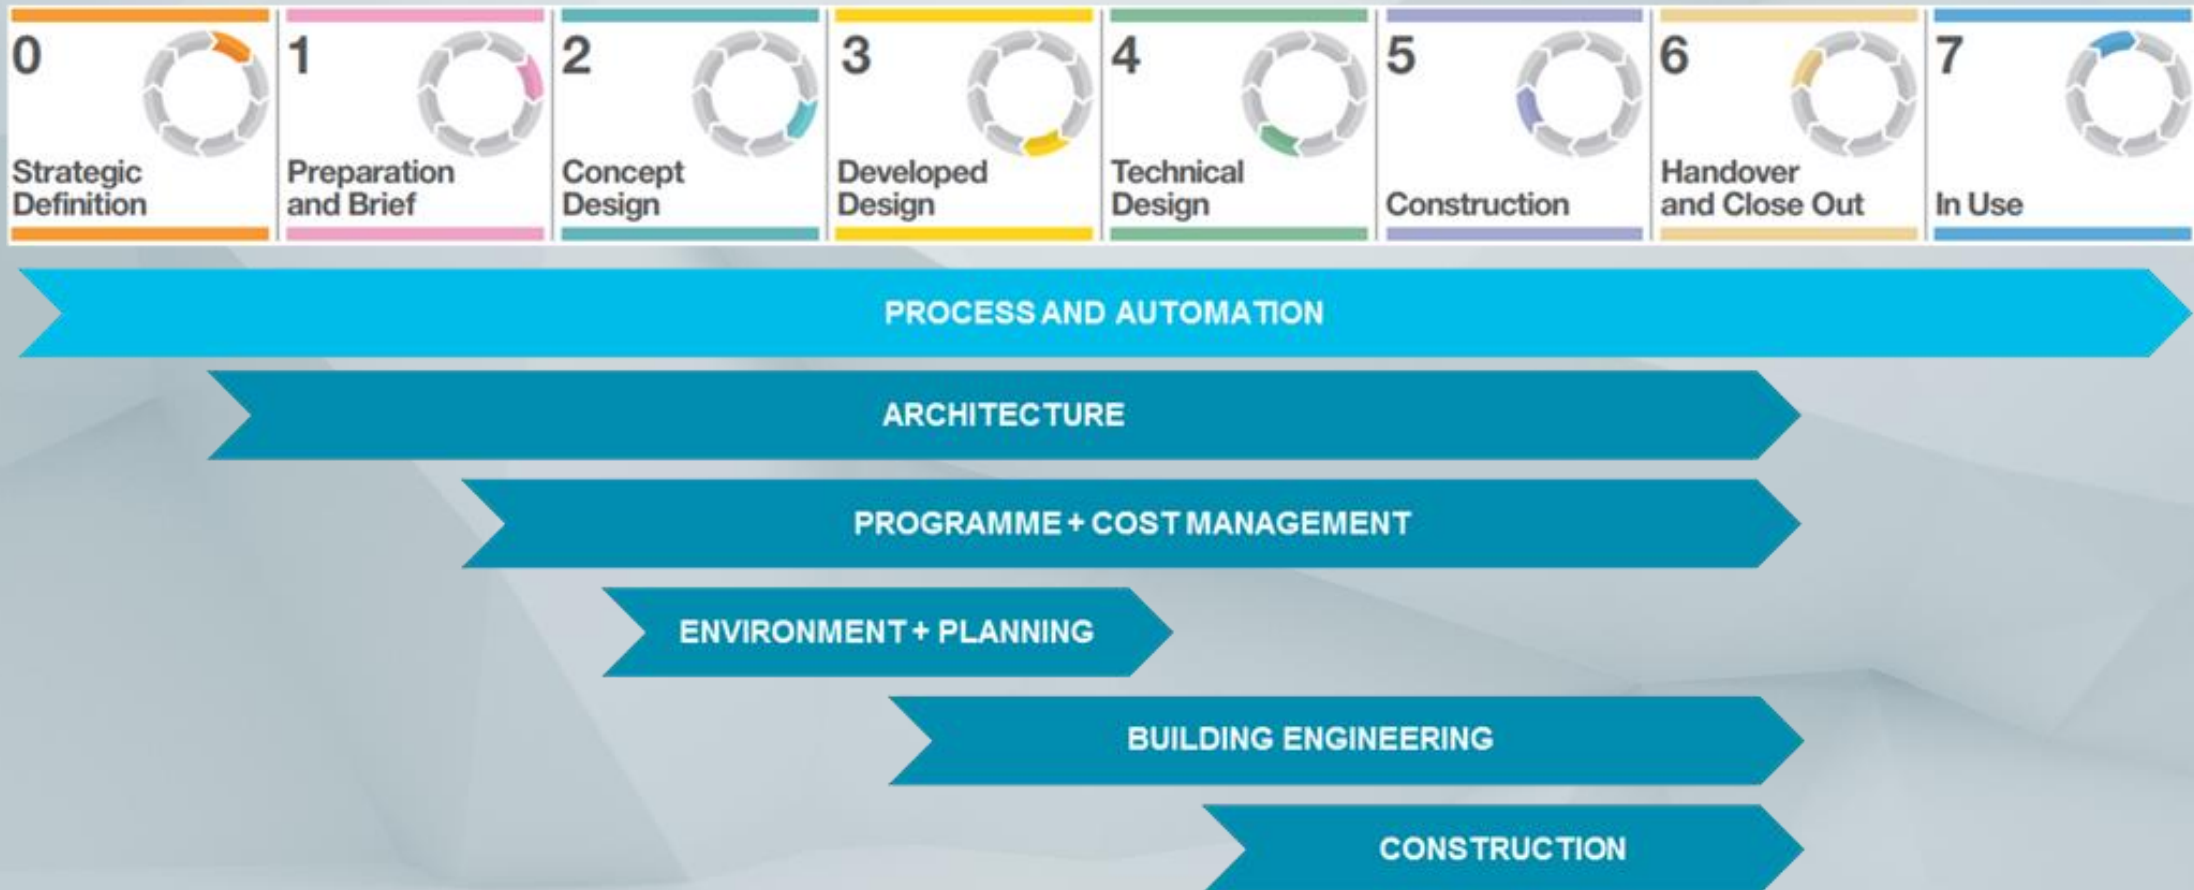 0
Strategic
Definition
1
Preparation
and Brief
2
Concept
Design
3
Developed
Design
4
Technical
Design
5
Construction
6
Handover
and Close Out
7
In Use
PROCESS AND AUTOMATION
ARCHITECTURE
PROGRAMME + COST MANAGEMENT
ENVIRONMENT + PLANNING
BUILDING ENGINEERING
CONSTRUCTION